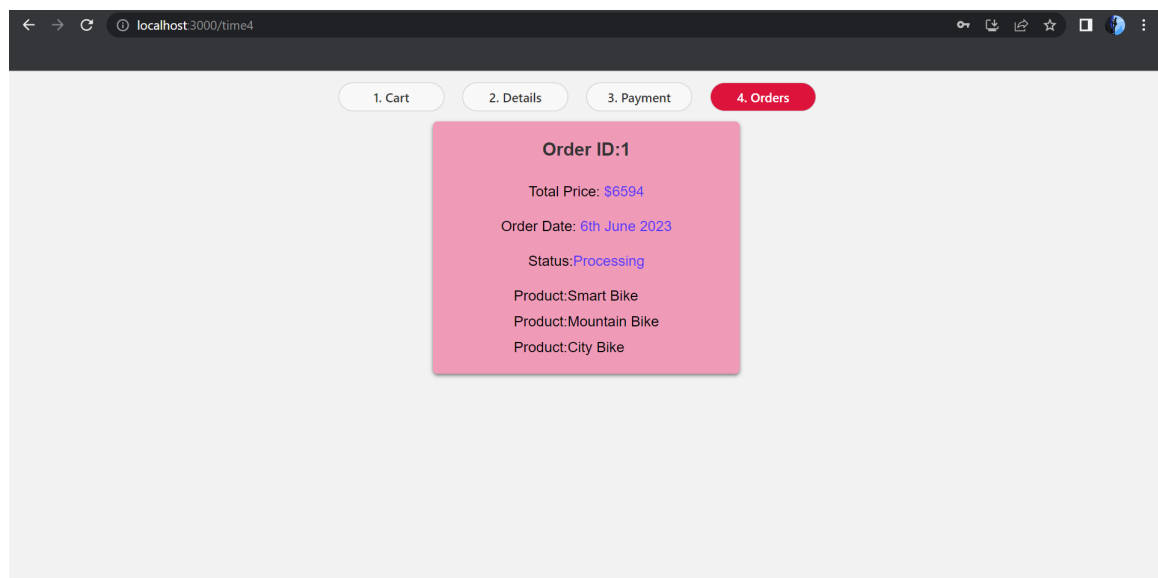 localhost:3000/time4
1. Cart 2. Details 3. Payment 4. Orders
Order ID:1
Total Price: $6594
Order Date: 6th June 2023
Status:Processing
Product:Smart Bike
Product:Mountain Bike
Product:City Bike